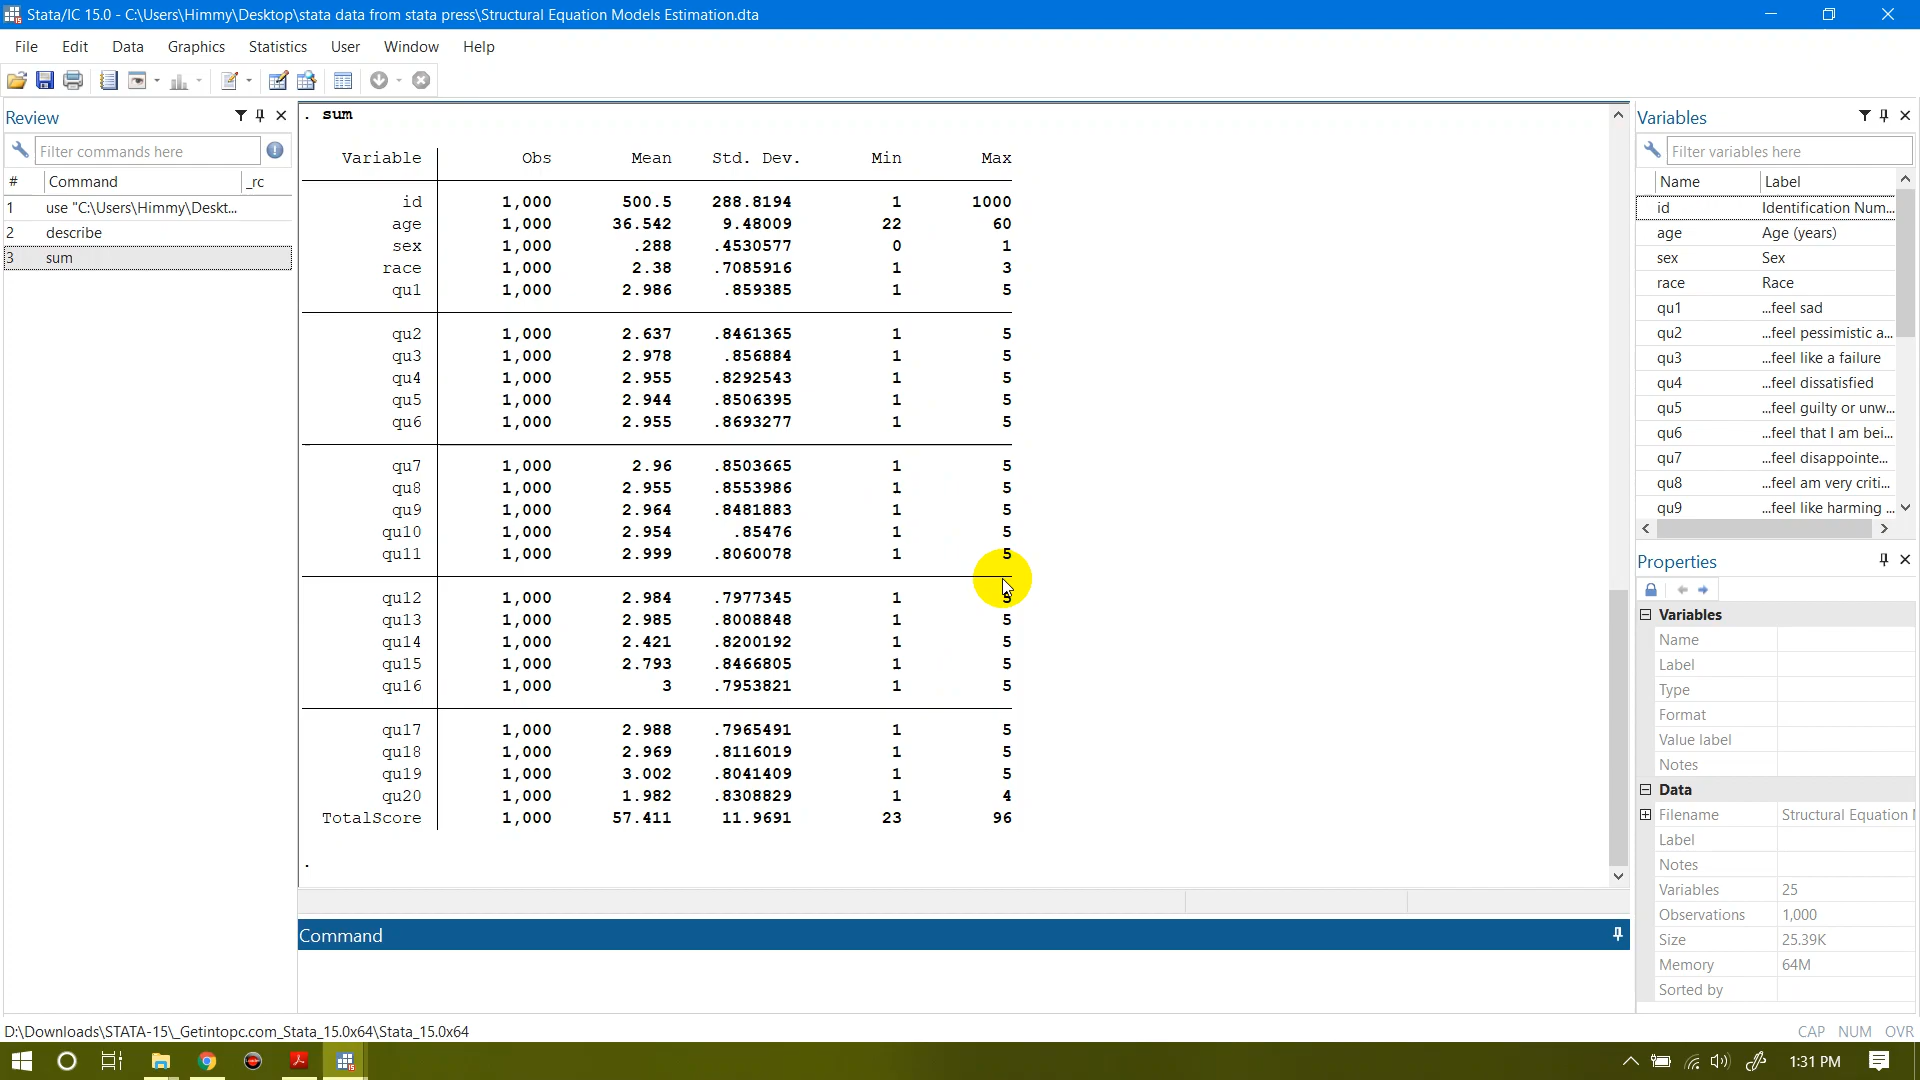 Stata/IC 15.0 - C:\Users\Himmy\Desktop\stata data from stata press\Structural Equation Models Estimation.dta
File Edit Data Graphics Statistics User Window Help
Review
Filter commands here
# Command _rc
1 use "C:\Users\Himmy\Deskt...
2 describe
3 sum
. sum
Variable Obs Mean Std. Dev. Min Max
id 1,000 500.5 288.8194 1 1000
age 1,000 36.542 9.48009 22 60
sex 1,000 .288 .4530577 0 1
race 1,000 2.38 .7085916 1 3
qu1 1,000 2.986 .859385 1 5
qu2 1,000 2.637 .8461365 1 5
qu3 1,000 2.978 .856884 1 5
qu4 1,000 2.955 .8292543 1 5
qu5 1,000 2.944 .8506395 1 5
qu6 1,000 2.955 .8693277 1 5
qu7 1,000 2.96 .8503665 1 5
qu8 1,000 2.955 .8553986 1 5
qu9 1,000 2.964 .8481883 1 5
qu10 1,000 2.954 .85476 1 5
qu11 1,000 2.999 .8060078 1 5
qu12 1,000 2.984 .7977345 1 5
qu13 1,000 2.985 .8008848 1 5
qu14 1,000 2.421 .8200192 1 5
qu15 1,000 2.793 .8466805 1 5
qu16 1,000 3 .7953821 1 5
qu17 1,000 2.988 .7965491 1 5
qu18 1,000 2.969 .8116019 1 5
qu19 1,000 3.002 .8041409 1 5
qu20 1,000 1.982 .8308829 1 4
TotalScore 1,000 57.411 11.9691 23 96
.
Command
Variables
Filter variables here
Name Label
id Identification Num...
age Age (years)
sex Sex
race Race
qu1 ...feel sad
qu2 ...feel pessimistic a...
qu3 ...feel like a failure
qu4 ...feel dissatisfied
qu5 ...feel guilty or unw...
qu6 ...feel that I am bei...
qu7 ...feel disappointe...
qu8 ...feel am very criti...
qu9 ...feel like harming ...
Properties
Variables
Name
Label
Type
Format
Value label
Notes
Data
Filename Structural Equation
Label
Notes
Variables 25
Observations 1,000
Size 25.39K
Memory 64M
Sorted by
D:\Downloads\STATA-15\_Getintopc.com_Stata_15.0x64\Stata_15.0x64
CAP NUM OVR
1:31 PM